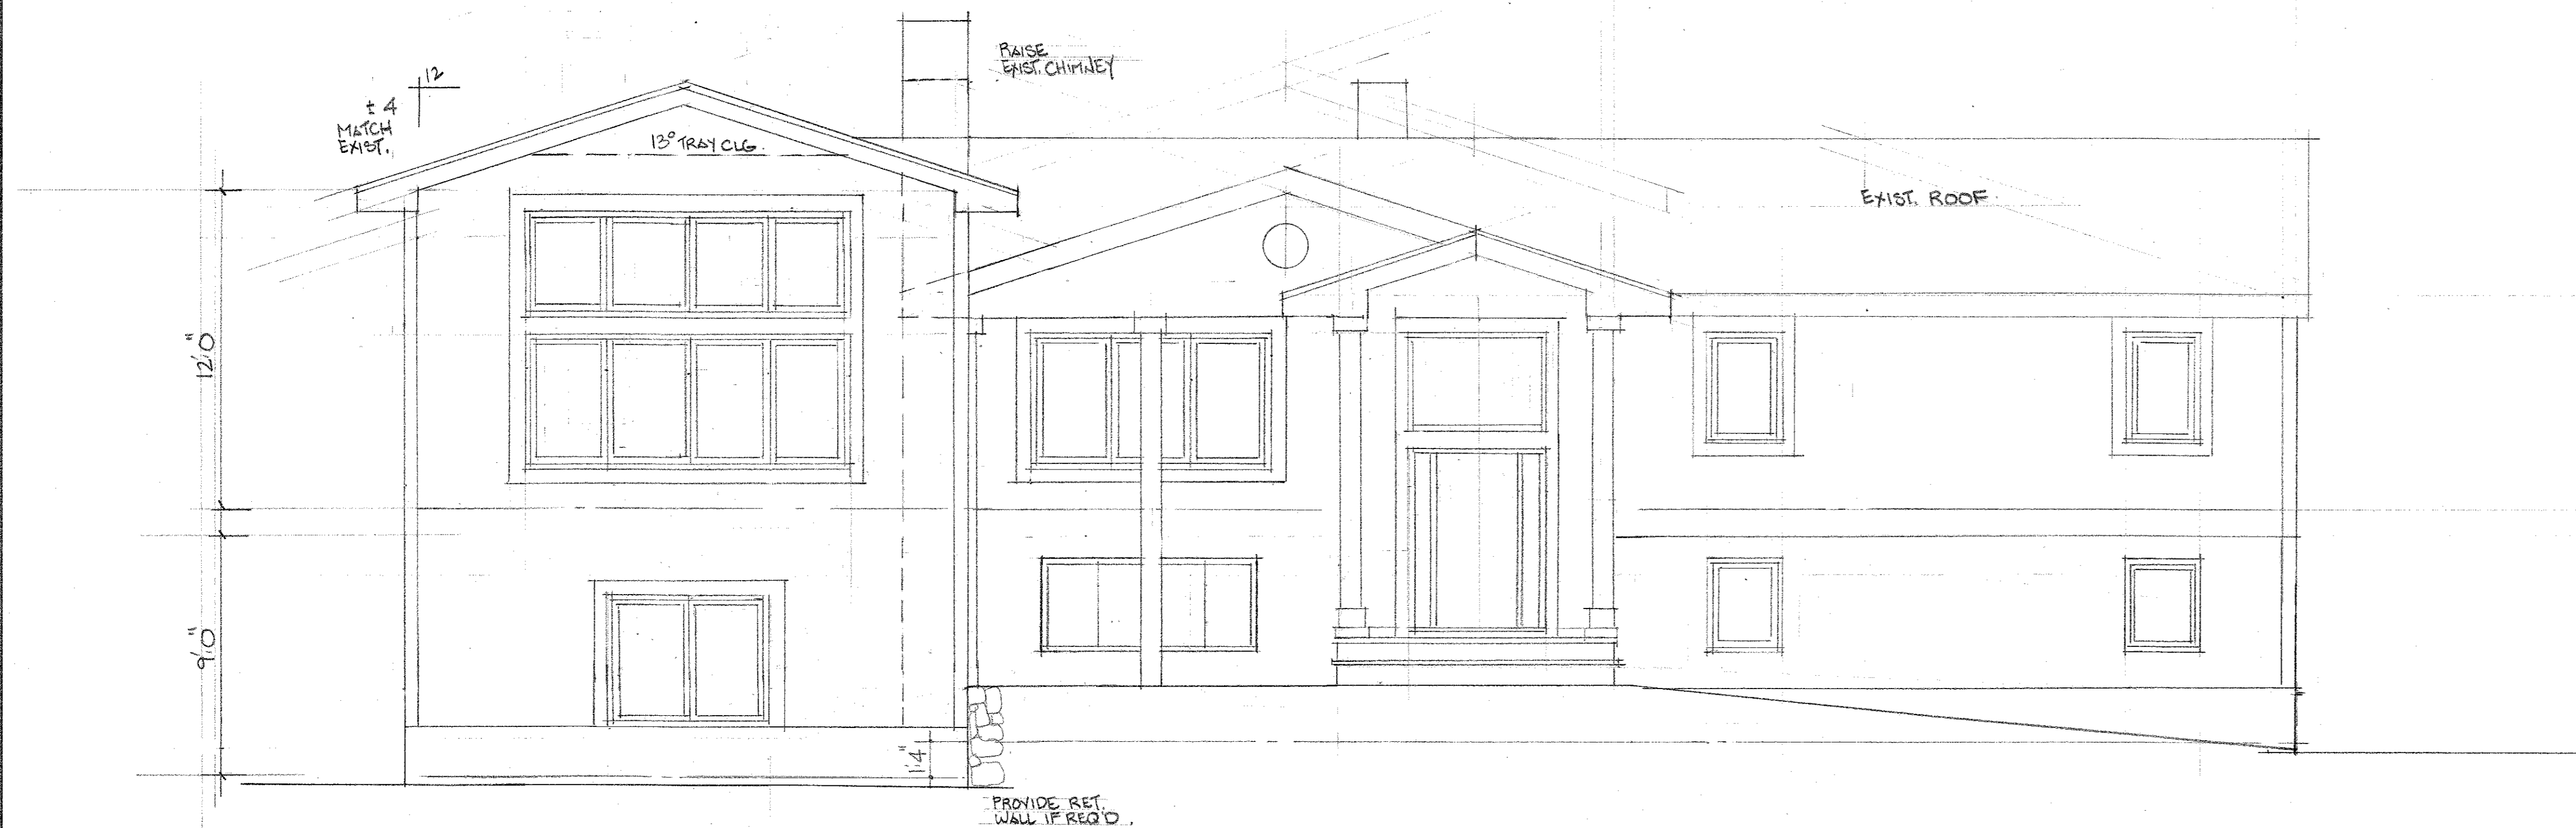 RAISE
EXIST. CHIMNEY
12
± 4
MATCH
EXIST.
13⁰ TRAY CLG.
EXIST. ROOF
12'0"
9'0"
1'4"
PROVIDE RET.
WALL IF REQ'D.